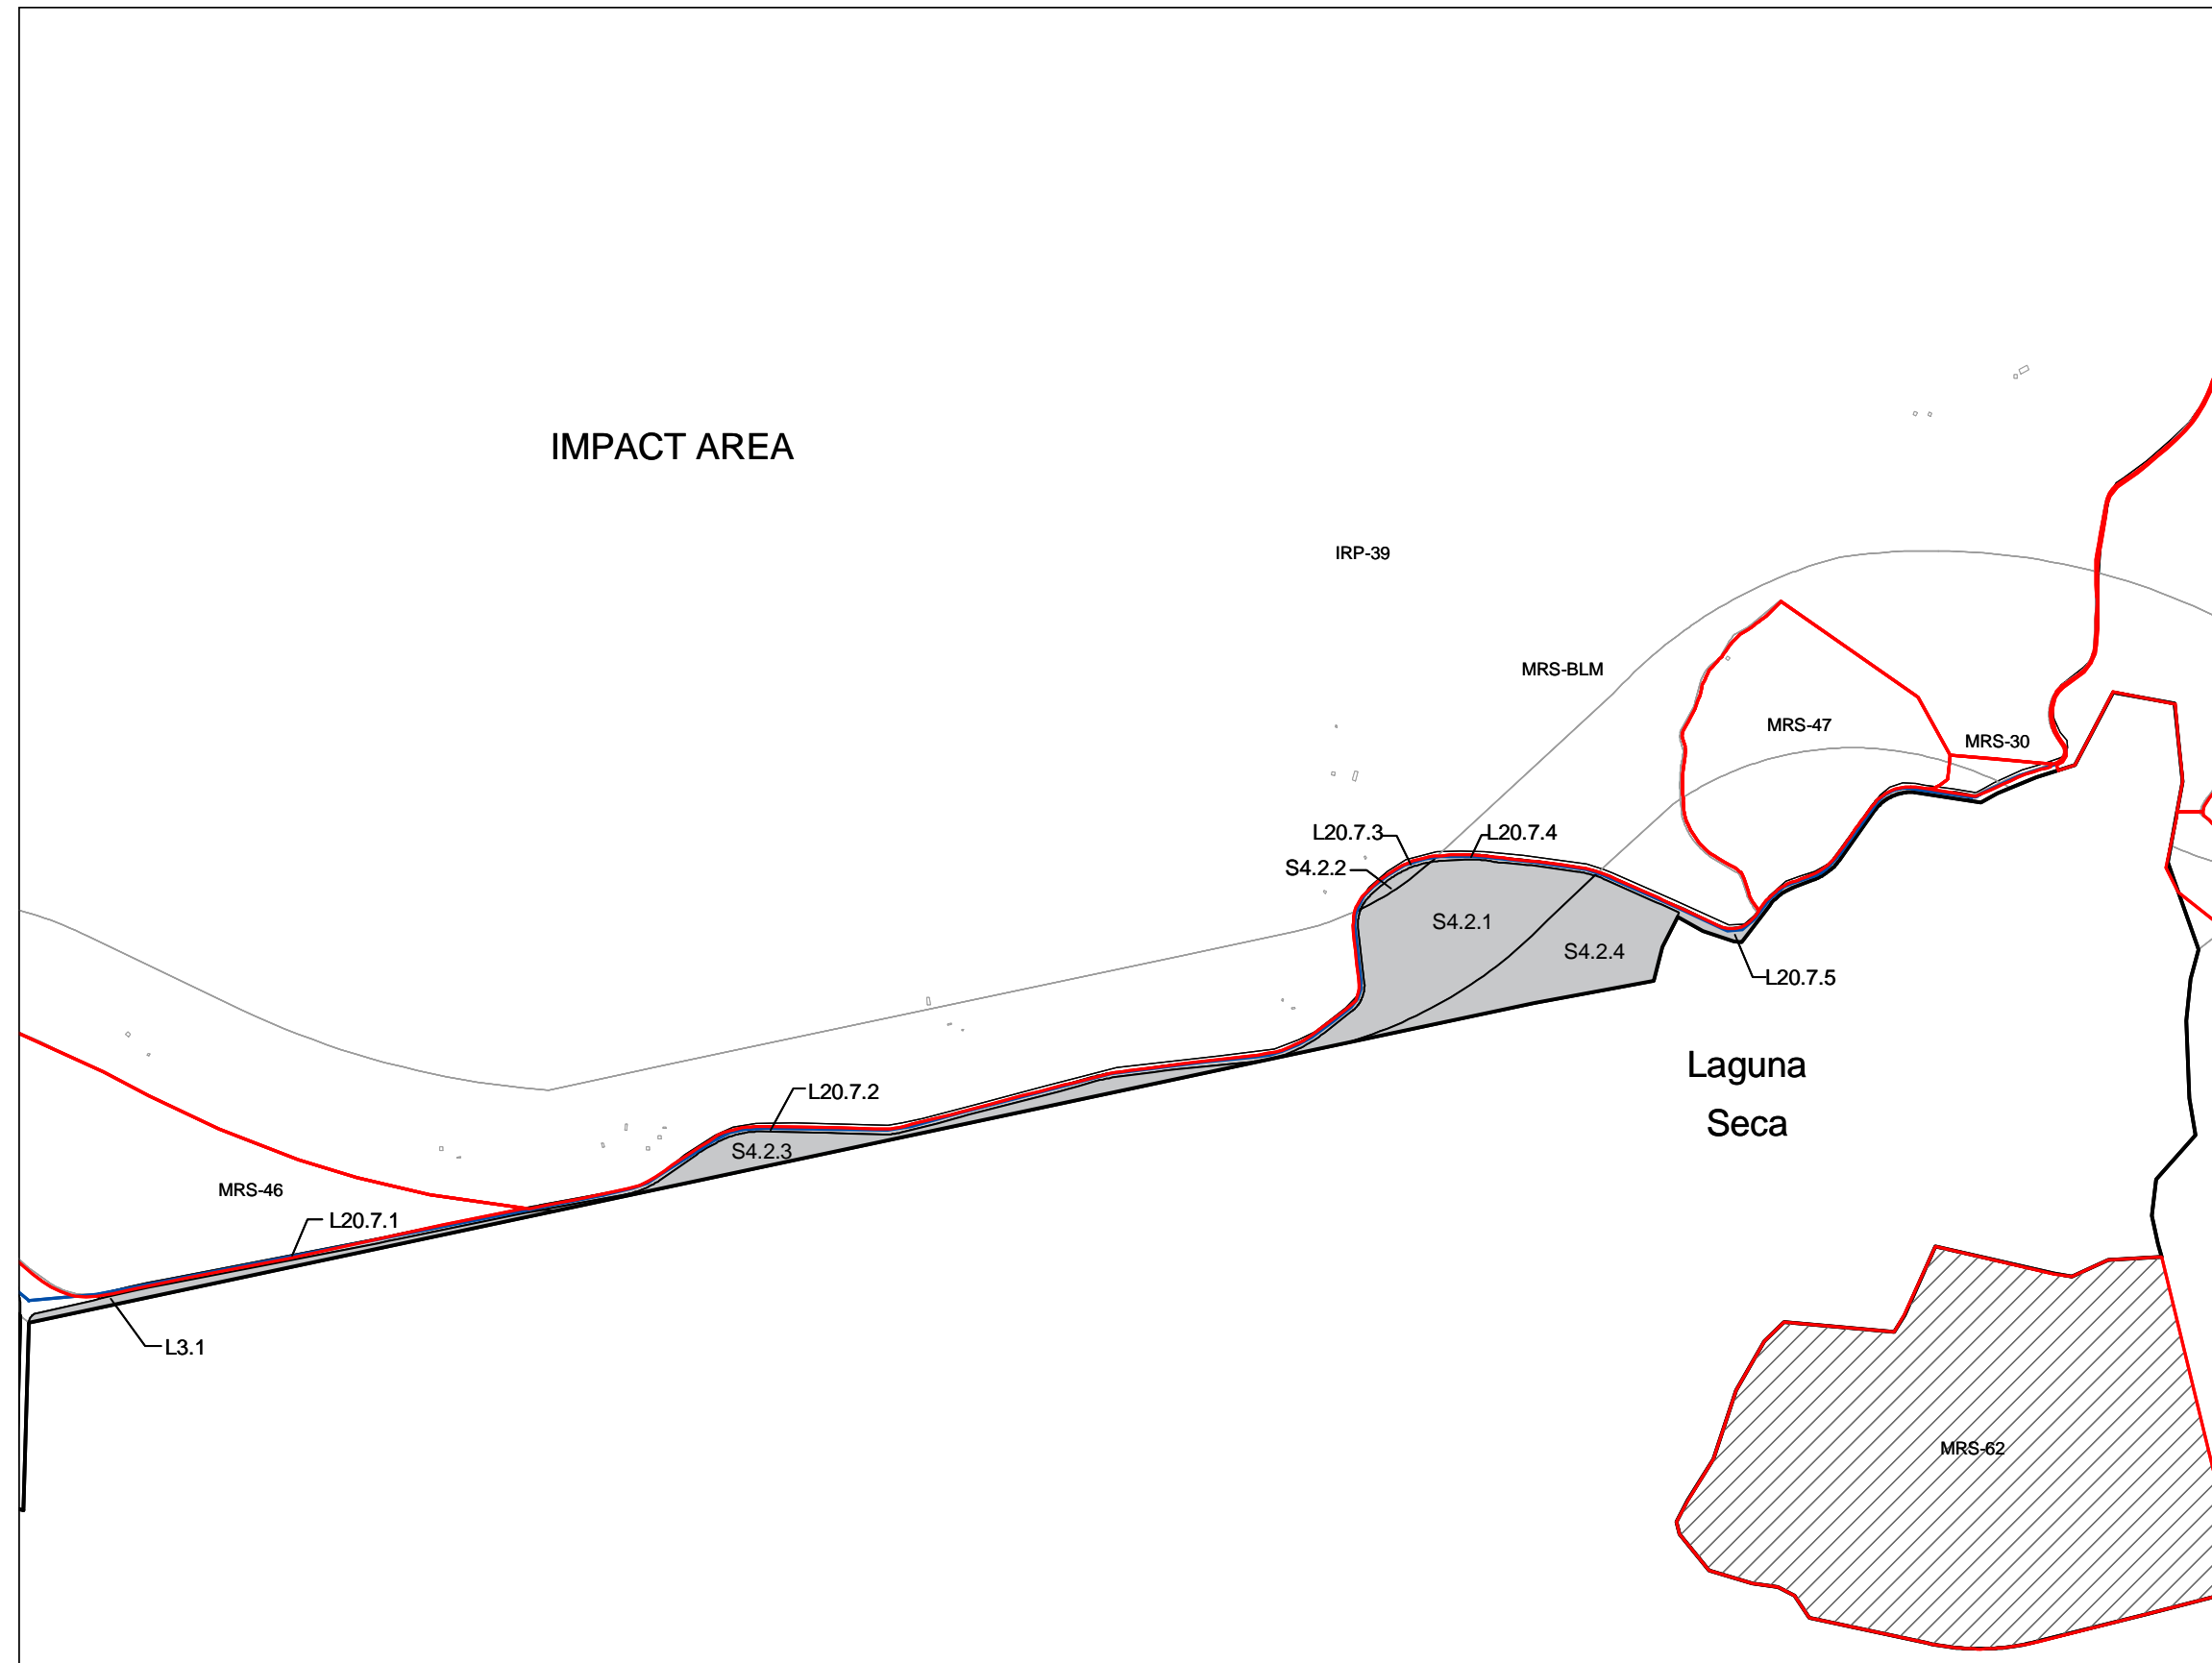 IMPACT AREA
IRP-39
MRS-BLM
MRS-47
MRS-30
L20.7.3
L20.7.4
S4.2.2
S4.2.1
S4.2.4
L20.7.5
Laguna
Seca
L20.7.2
S4.2.3
MRS-46
L20.7.1
L3.1
MRS-62